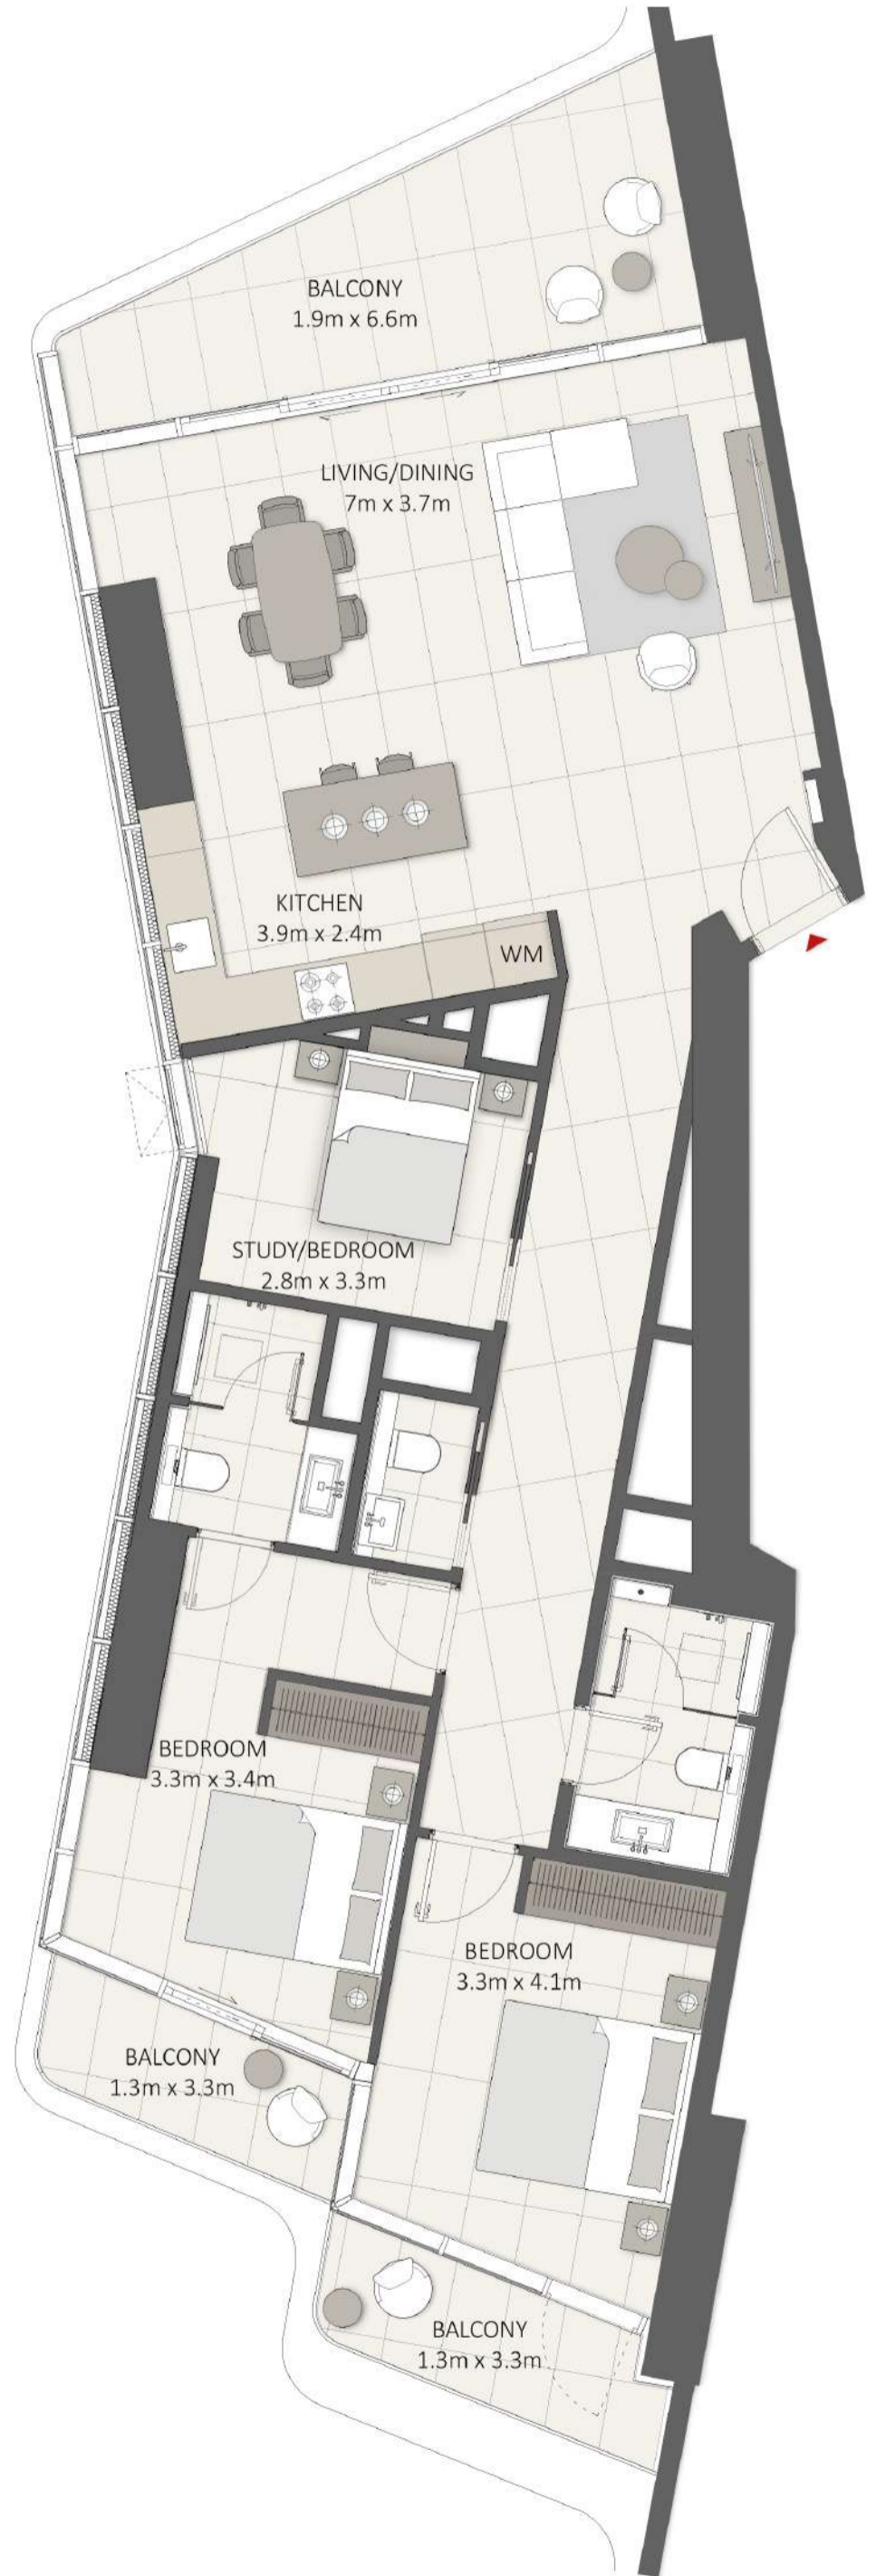 BALCONY
1.9m x 6.6m
LIVING/DINING
7m x 3.7m
KITCHEN
3.9m x 2.4m
WM
STUDY/BEDROOM
2.8m x 3.3m
BEDROOM
3.3m x 3.4m
BEDROOM
3.3m x 4.1m
BALCONY
1.3m x 3.3m
BALCONY
1.3m x 3.3m